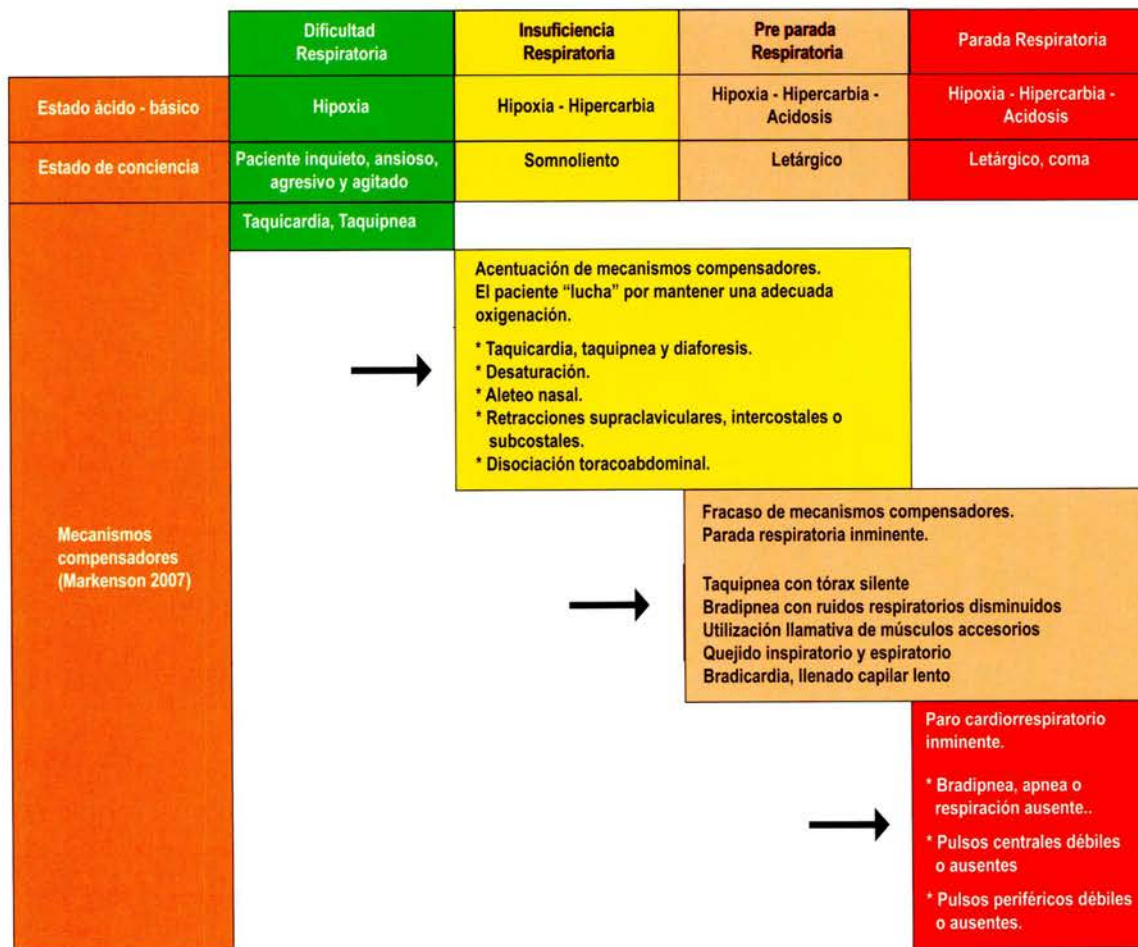 Dificultad
Respiratoria
Insuficiencia
Respiratoria
Pre parada
Respiratoria
Parada Respiratoria
Estado ácido - básico
Hipoxia
Hipoxia - Hipercarbia
Hipoxia - Hipercarbia -
Acidosis
Hipoxia - Hipercarbia -
Acidosis
Estado de conciencia
Paciente inquieto, ansioso,
agresivo y agitado
Somnoliento
Letárgico
Letárgico, coma
Mecanismos
compensadores
(Markenson 2007)
Taquicardía, Taquipnea
Acentuación de mecanismos compensadores.
El paciente “lucha” por mantener una adecuada
oxigenación.
* Taquicardia, taquipnea y diaforesis.
* Desaturación.
* Aleteo nasal.
* Retracciones supraclaviculares, intercostales o
subcostales.
* Disociación toracoabdominal.
Fracaso de mecanismos compensadores.
Parada respiratoria inminente.
Taquipnea con tórax silente
Bradipnea con ruidos respiratorios disminuidos
Utilización llamativa de músculos accesorios
Quejido inspiratorio y espiratorio
Bradicardia, llenado capilar lento
Paro cardiorrespiratorio
inminente.
* Bradipnea, apnea o
respiración ausente..
* Pulsos centrales débiles
o ausentes
* Pulsos periféricos débiles
o ausentes.